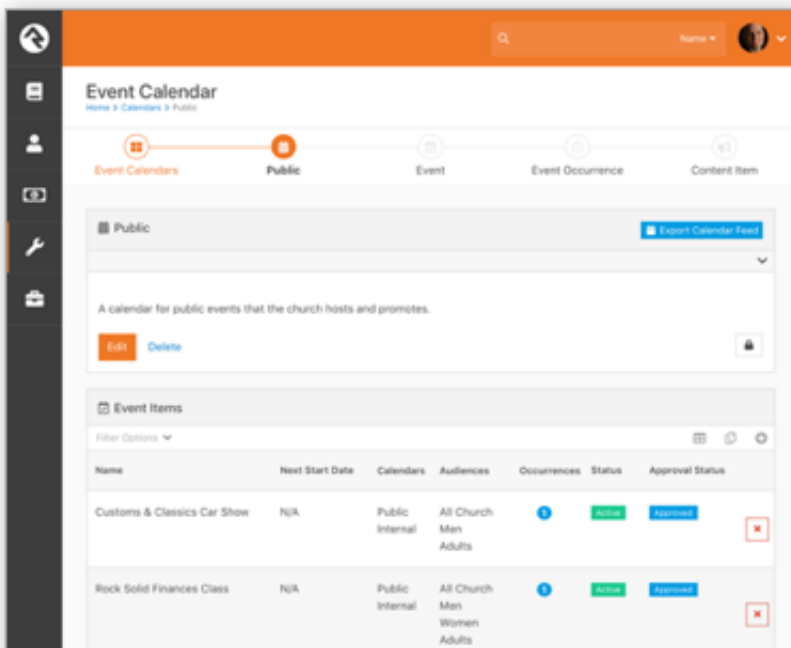 Name
Event Calendar
Home > Calendars > Public
Event Calendars
Public
Event
Event Occurrence
Content Item
Public
Export Calendar Feed
A calendar for public events that the church hosts and promotes.
Edit Delete
Event Items
Filter Options
Name Next Start Date Calendars Audiences Occurrences Status Approval Status
Customs & Classics Car Show N/A Public All Church 1 Active Approved
Internal Men
Adults
Rock Solid Finances Class N/A Public All Church 1 Active Approved
Internal Men
Women
Adults